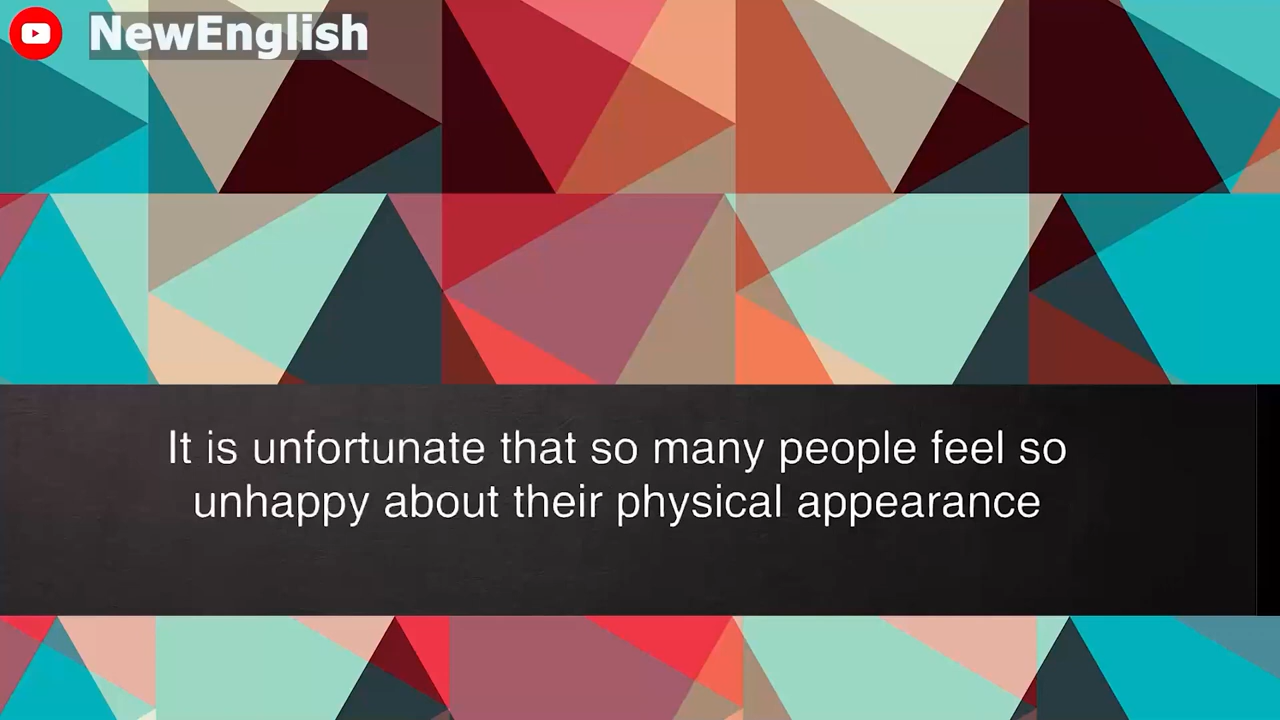 NewEnglish
It is unfortunate that so many people feel so
unhappy about their physical appearance